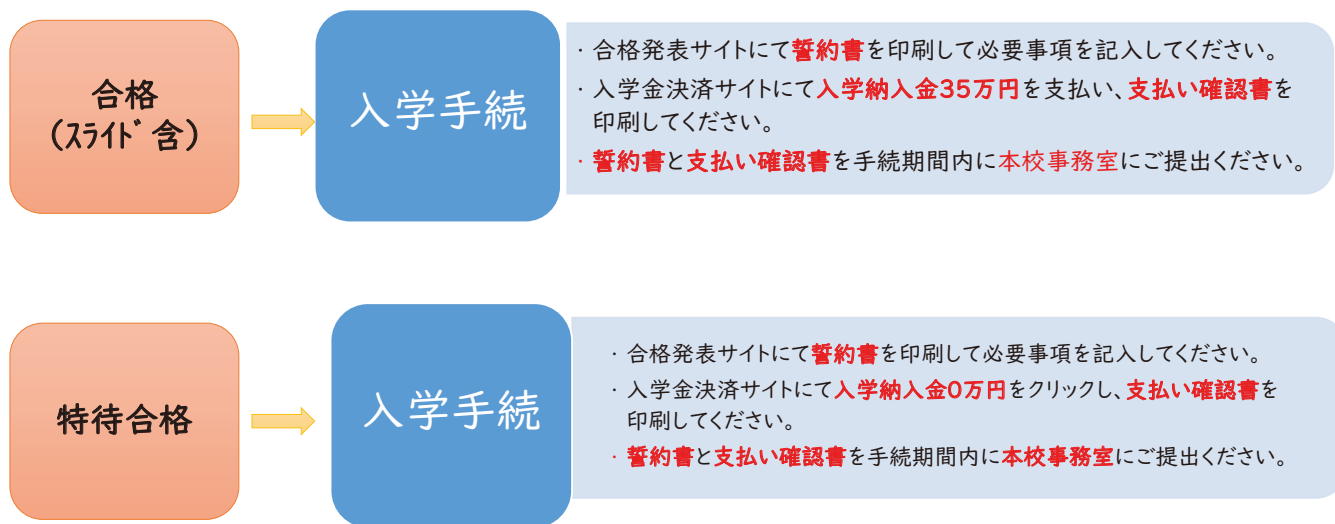 合格
(スライド含)
入学手続
・合格発表サイトにて誓約書を印刷して必要事項を記入してください。
・入学金決済サイトにて入学納入金35万円を支払い、支払い確認書を
印刷してください。
・誓約書と支払い確認書を手続期間内に本校事務室にご提出ください。
特待合格
入学手続
・合格発表サイトにて誓約書を印刷して必要事項を記入してください。
・入学金決済サイトにて入学納入金0万円をクリックし、支払い確認書を
印刷してください。
・誓約書と支払い確認書を手続期間内に本校事務室にご提出ください。